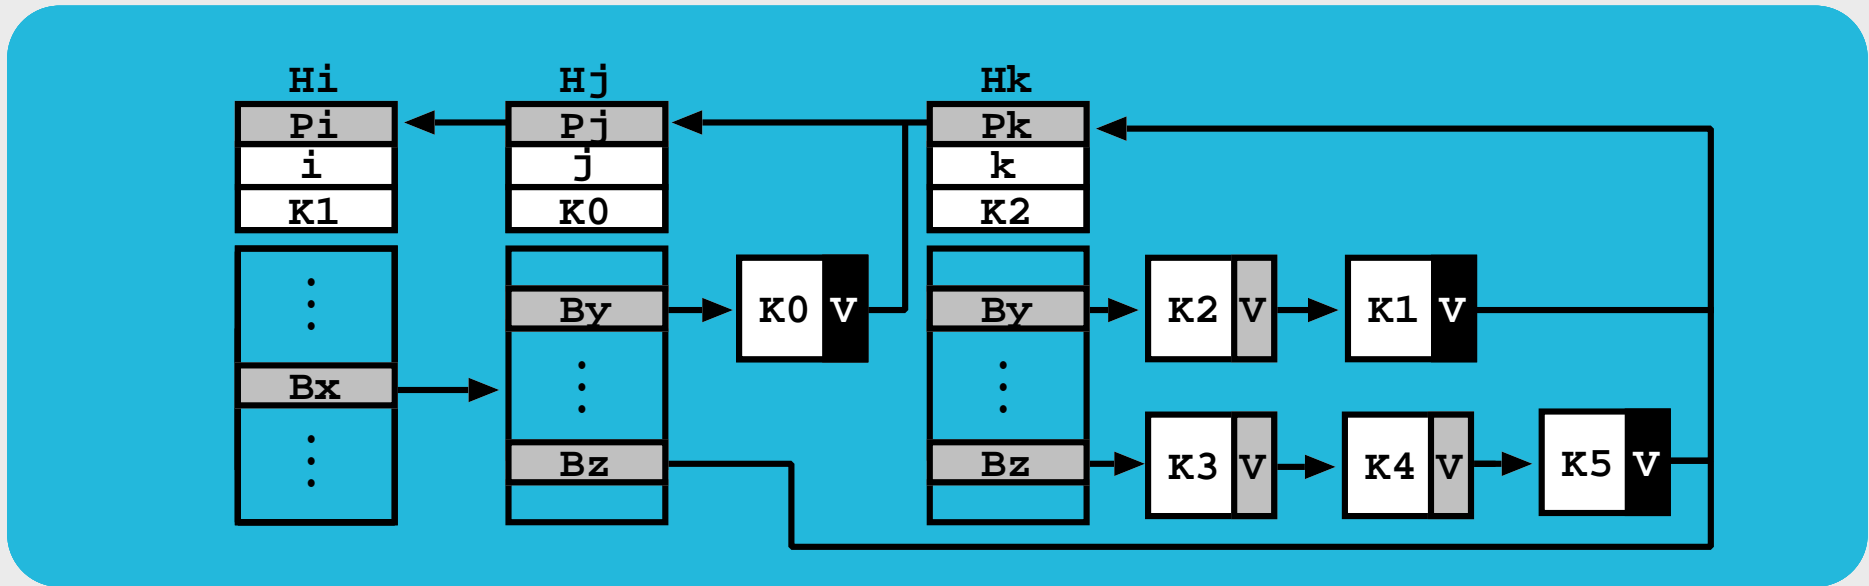 Hi Hj Hk
Pi Pj Pk
i j k
K1 K0 K2
By K0 V By K2 V K1 V
Bx
Bz Bz K3 V K4 V K5 V